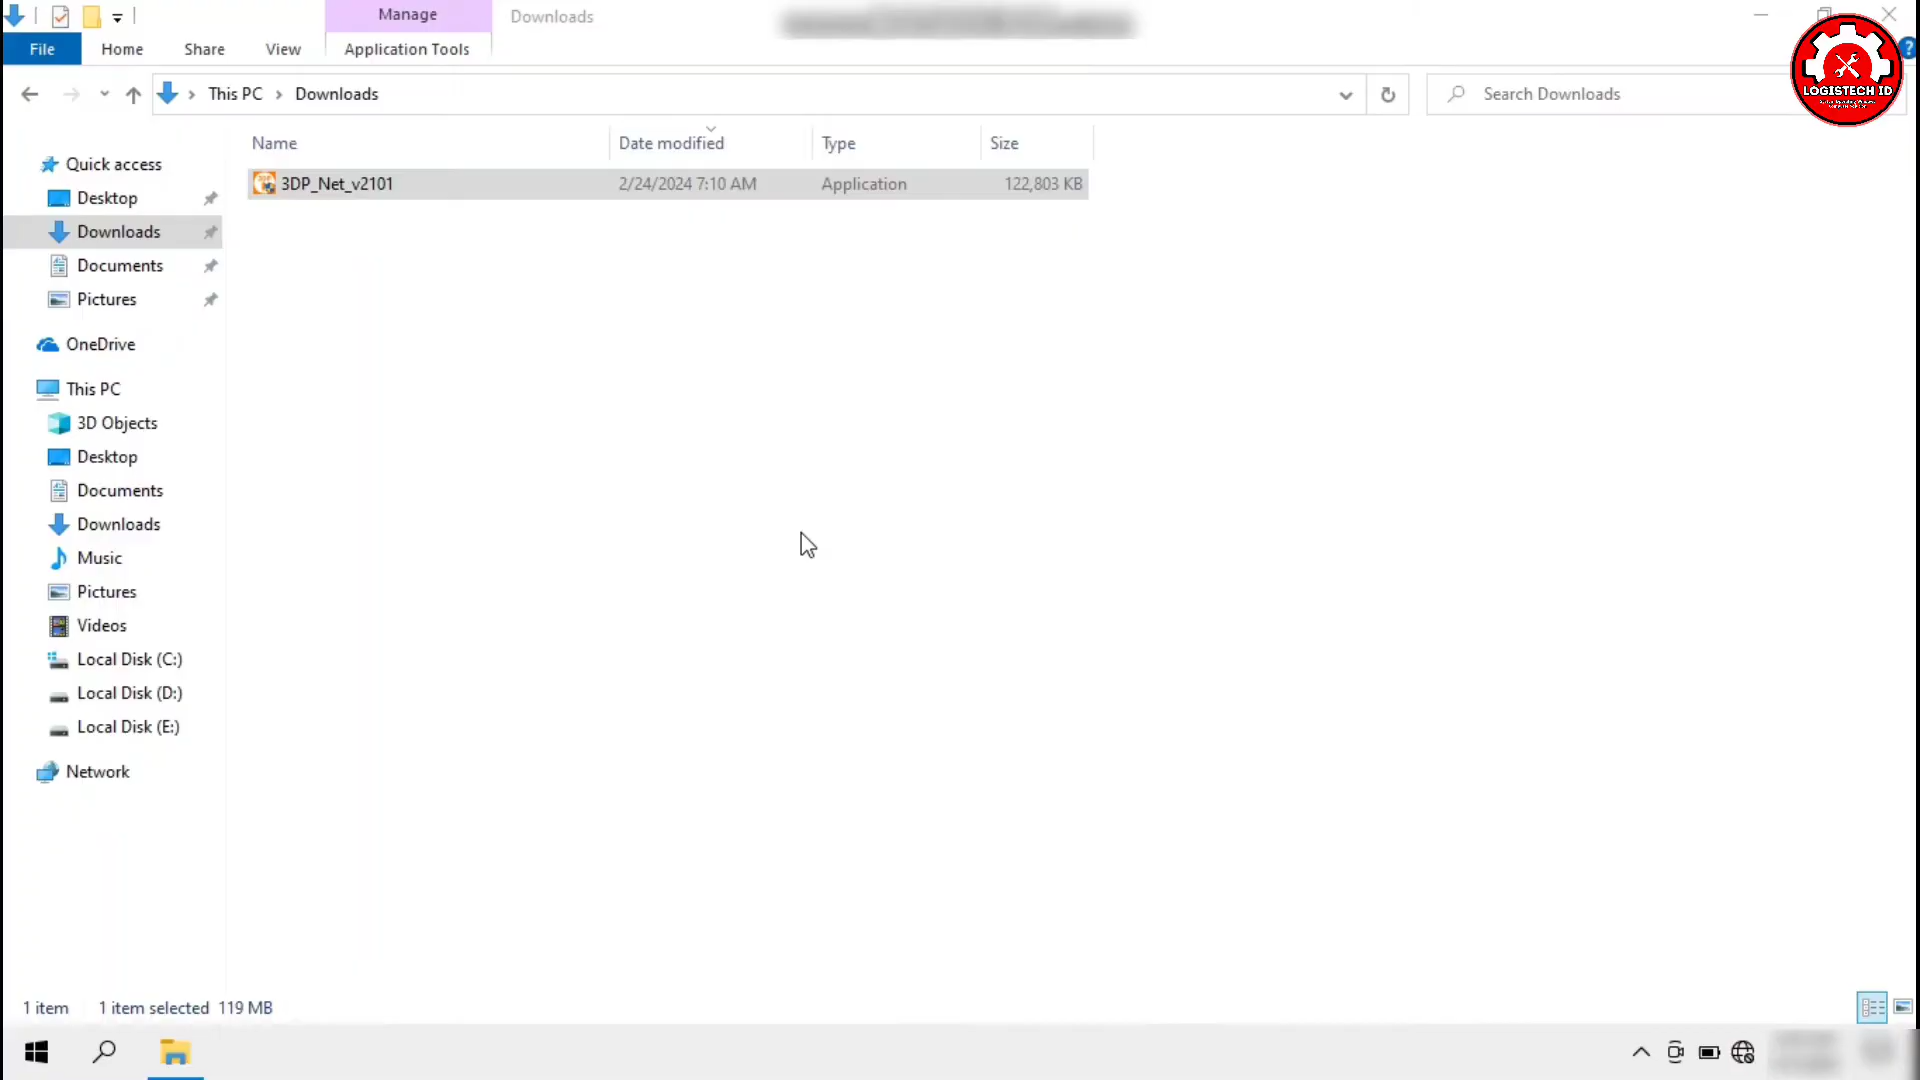 Manage
Downloads
File
Home
Share
View
Application Tools
This PC
Downloads
Search Downloads
LOGISTECH ID
Name
Date modified
Type
Size
3DP_Net_v2101
2/24/2024 7:10 AM
Application
122,803 KB
Quick access
Desktop
Downloads
Documents
Pictures
OneDrive
This PC
3D Objects
Desktop
Documents
Downloads
Music
Pictures
Videos
Local Disk (C:)
Local Disk (D:)
Local Disk (E:)
Network
1 item
1 item selected 119 MB